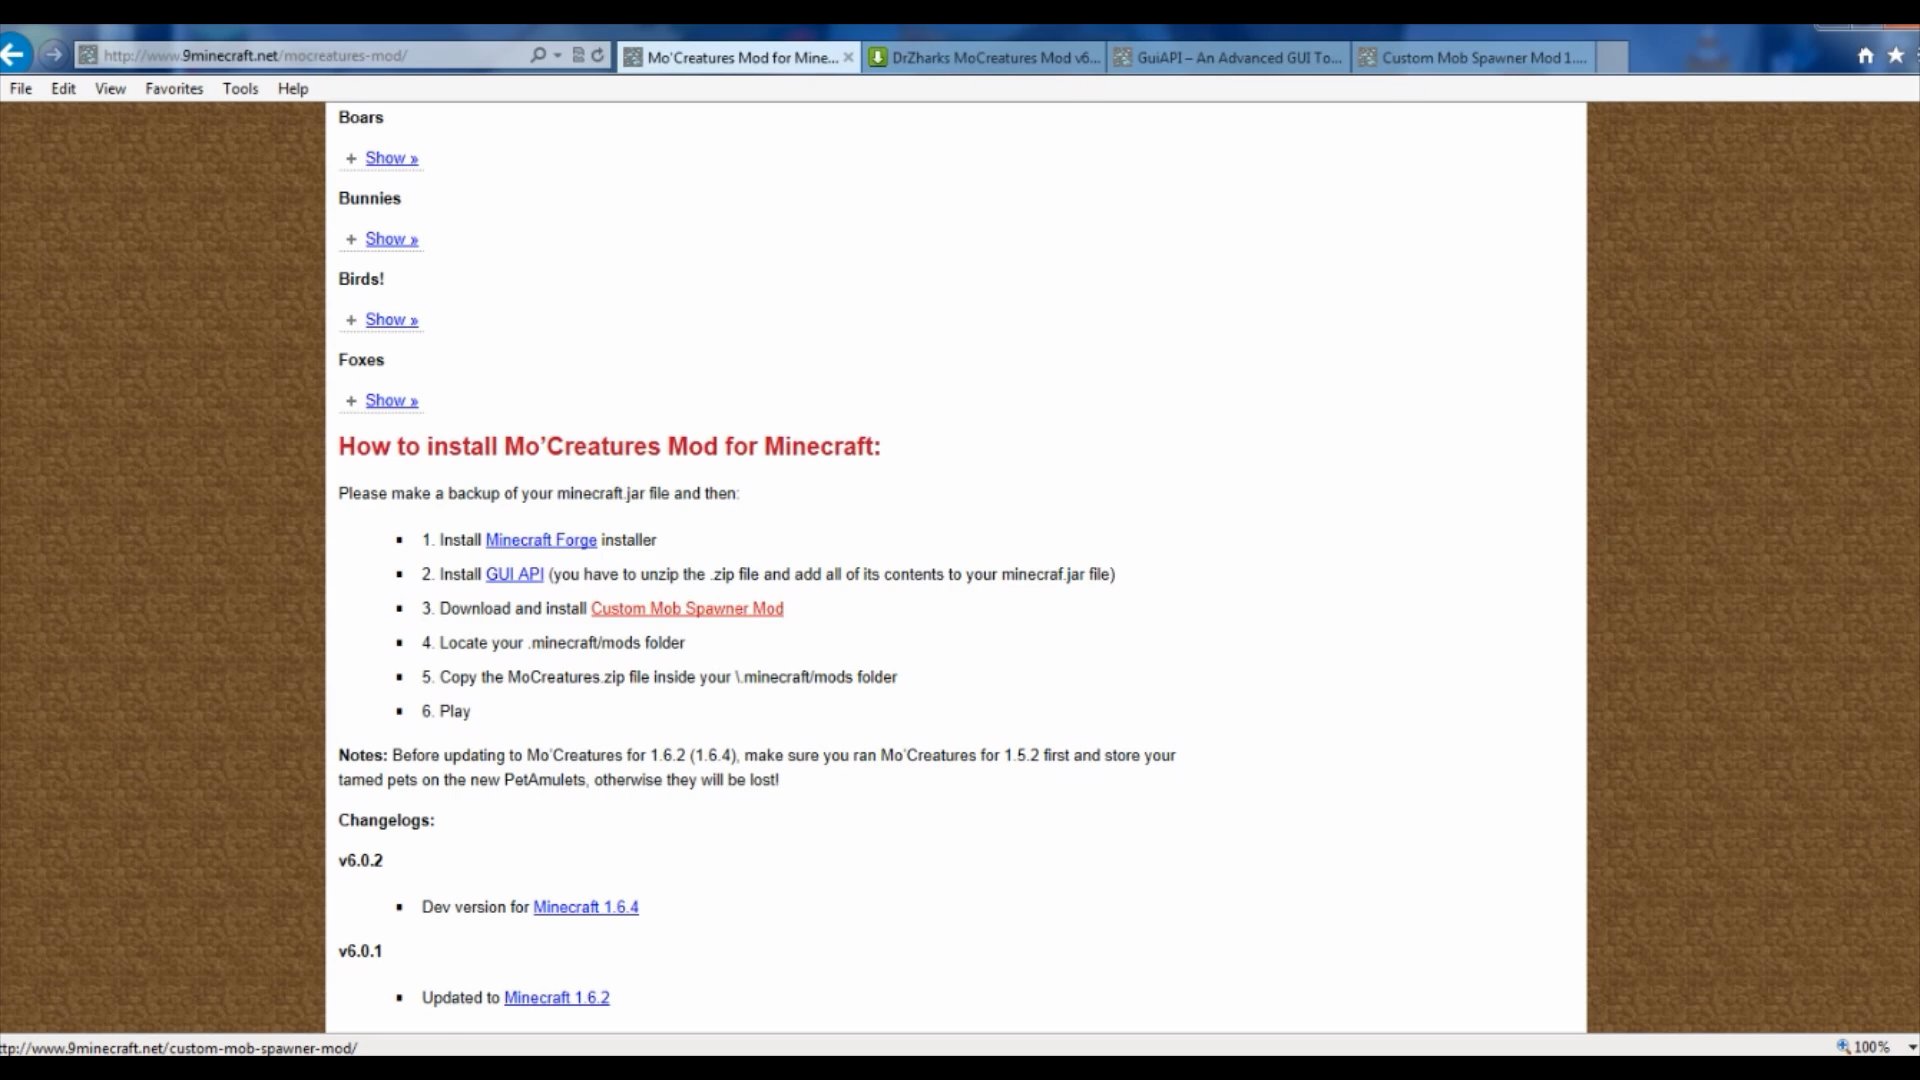 http://www.9minecraft.net/mocreatures-mod/
Mo'Creatures Mod for Mine...
DrZharks MoCreatures Mod v6...
GuiAPI – An Advanced GUI To...
Custom Mob Spawner Mod 1....
File Edit View Favorites Tools Help
Boars
+ Show »
Bunnies
+ Show »
Birds!
+ Show »
Foxes
+ Show »
How to install Mo’Creatures Mod for Minecraft:
Please make a backup of your minecraft.jar file and then:
▪ 1. Install Minecraft Forge installer
▪ 2. Install GUI API (you have to unzip the .zip file and add all of its contents to your minecraf.jar file)
▪ 3. Download and install Custom Mob Spawner Mod
▪ 4. Locate your .minecraft/mods folder
▪ 5. Copy the MoCreatures.zip file inside your \.minecraft/mods folder
▪ 6. Play
Notes: Before updating to Mo’Creatures for 1.6.2 (1.6.4), make sure you ran Mo’Creatures for 1.5.2 first and store your
tamed pets on the new PetAmulets, otherwise they will be lost!
Changelogs:
v6.0.2
▪ Dev version for Minecraft 1.6.4
v6.0.1
▪ Updated to Minecraft 1.6.2
ttp://www.9minecraft.net/custom-mob-spawner-mod/
100%